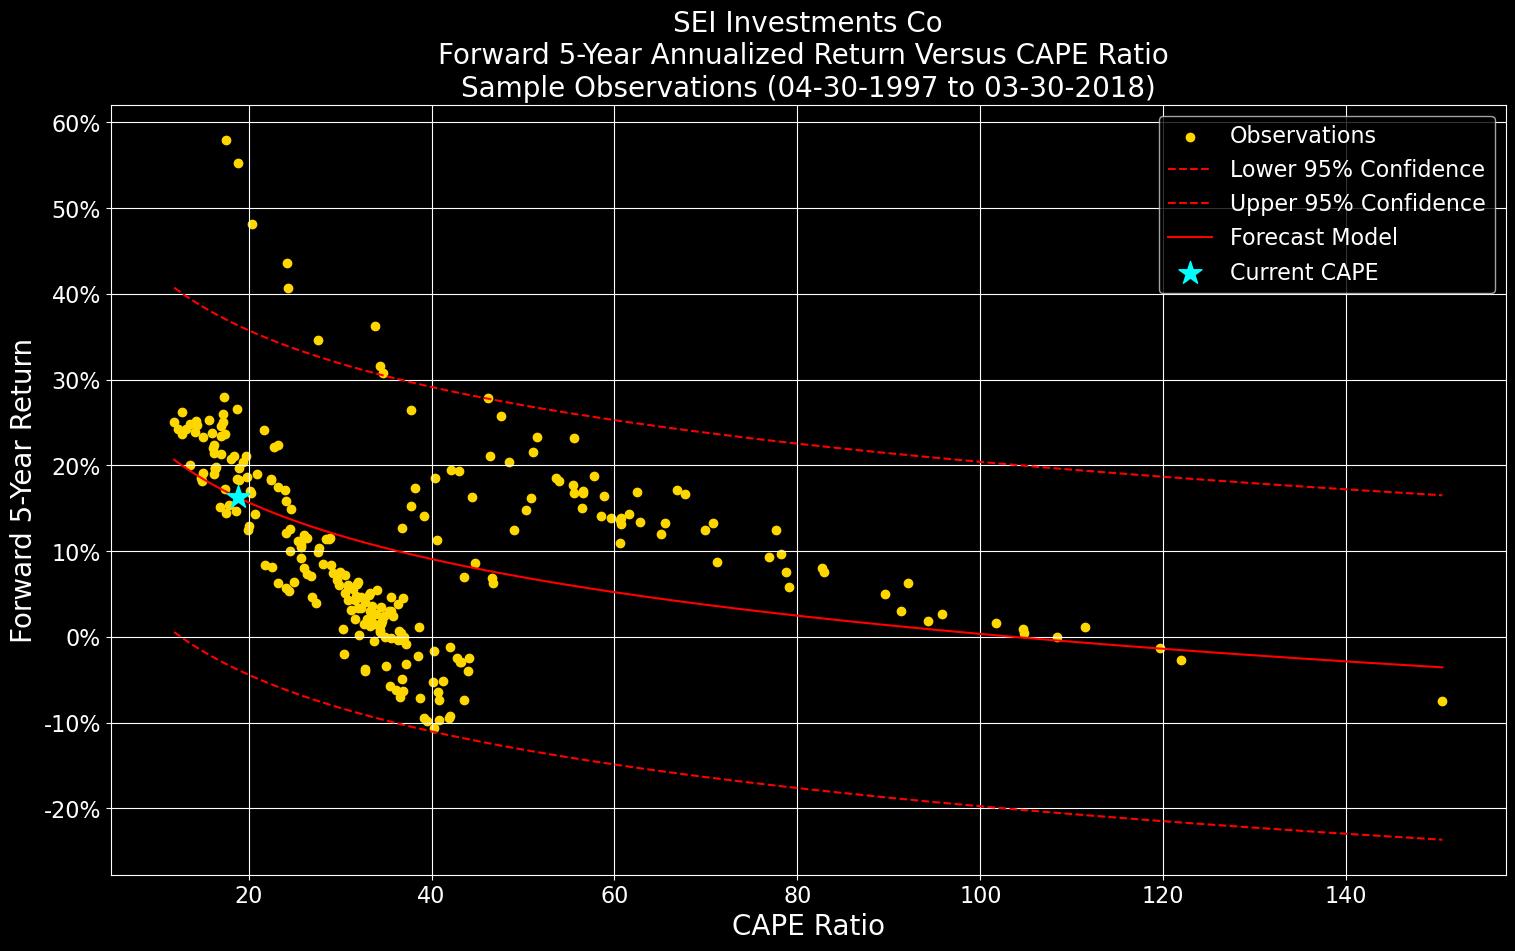 SEI Investments Co
Forward 5-Year Annualized Return Versus CAPE Ratio
Sample Observations (04-30-1997 to 03-30-2018)
Observations
Lower 95% Confidence
Upper 95% Confidence
Forecast Model
Current CAPE
Forward 5-Year Return
60%
50%
40%
30%
20%
10%
0%
-10%
-20%
20 40 60 80 100 120 140
CAPE Ratio